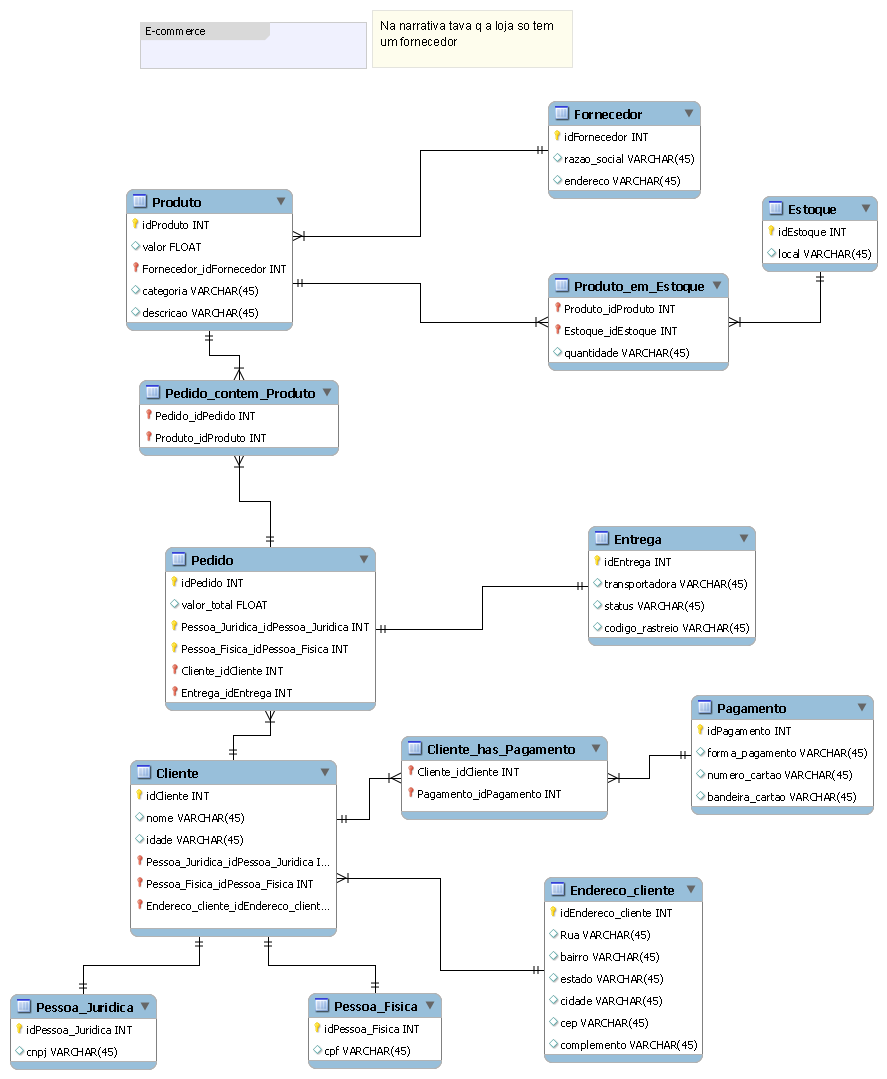 E-commerce
Na narrativa tava q a loja so tem
um fornecedor
Fornecedor
idFornecedor INT
razao_social VARCHAR(45)
endereco VARCHAR(45)
Produto
idProduto INT
valor FLOAT
Fornecedor_idFornecedor INT
categoria VARCHAR(45)
descricao VARCHAR(45)
Estoque
idEstoque INT
local VARCHAR(45)
Produto_em_Estoque
Produto_idProduto INT
Estoque_idEstoque INT
quantidade VARCHAR(45)
Pedido_contem_Produto
Pedido_idPedido INT
Produto_idProduto INT
Pedido
idPedido INT
valor_total FLOAT
Pessoa_Juridica_idPessoa_Juridica INT
Pessoa_Fisica_idPessoa_Fisica INT
Cliente_idCliente INT
Entrega_idEntrega INT
Entrega
idEntrega INT
transportadora VARCHAR(45)
status VARCHAR(45)
codigo_rastreio VARCHAR(45)
Pagamento
idPagamento INT
forma_pagamento VARCHAR(45)
numero_cartao VARCHAR(45)
bandeira_cartao VARCHAR(45)
Cliente_has_Pagamento
Cliente_idCliente INT
Pagamento_idPagamento INT
Cliente
idCliente INT
nome VARCHAR(45)
idade VARCHAR(45)
Pessoa_Juridica_idPessoa_Juridica I...
Pessoa_Fisica_idPessoa_Fisica INT
Endereco_cliente_idEndereco_client...
Endereco_cliente
idEndereco_cliente INT
Rua VARCHAR(45)
bairro VARCHAR(45)
estado VARCHAR(45)
cidade VARCHAR(45)
cep VARCHAR(45)
complemento VARCHAR(45)
Pessoa_Juridica
idPessoa_Juridica INT
cnpj VARCHAR(45)
Pessoa_Fisica
idPessoa_Fisica INT
cpf VARCHAR(45)